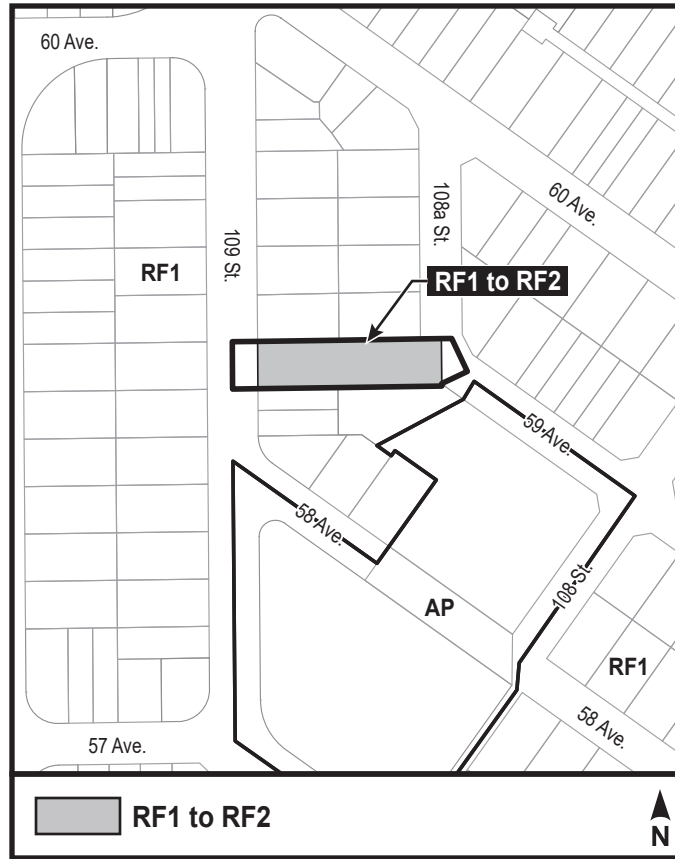 60 Ave.
60 Ave.
108a St.
109 St.
RF1
RF1 to RF2
59 Ave.
58 Ave.
108 St.
AP
RF1
58 Ave.
57 Ave.
RF1 to RF2
N